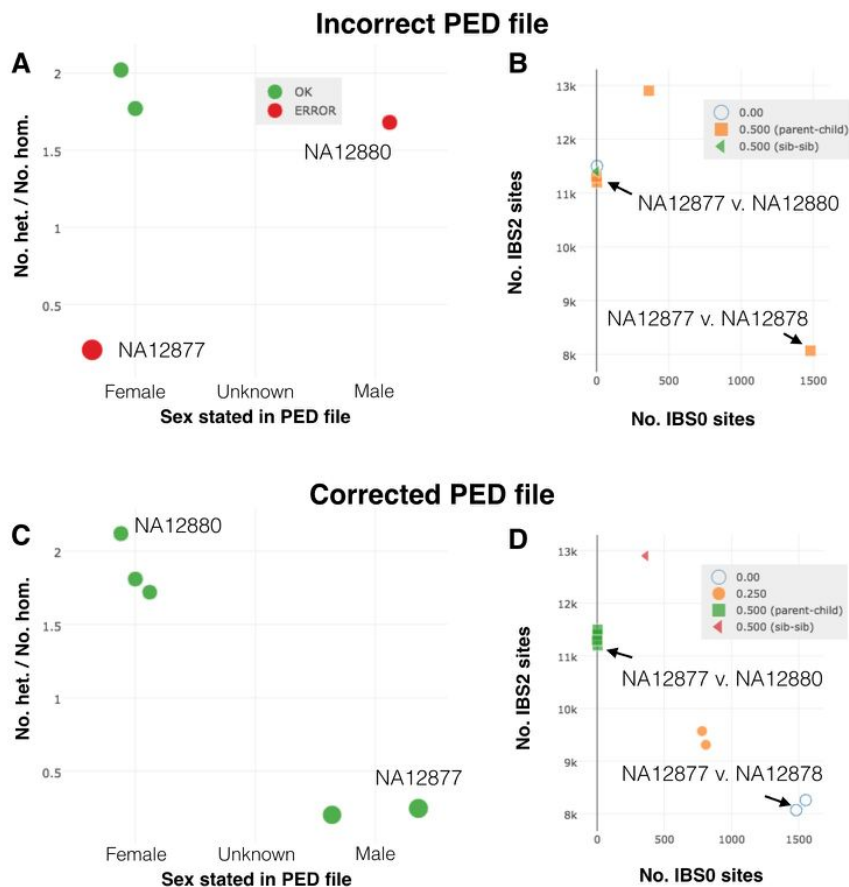 Incorrect PED file
A
2
1.5
1
0.5
No. het. / No. hom.
OK
ERROR
NA12880
NA12877
Female Unknown Male
Sex stated in PED file
B
13k
12k
11k
10k
9k
8k
No. IBS2 sites
0.00
0.500 (parent-child)
0.500 (sib-sib)
NA12877 v. NA12880
NA12877 v. NA12878
0 500 1000 1500
No. IBS0 sites
Corrected PED file
C
NA12880
2
1.5
1
0.5
No. het. / No. hom.
NA12877
Female Unknown Male
Sex stated in PED file
D
13k
12k
11k
10k
9k
8k
No. IBS2 sites
0.00
0.250
0.500 (parent-child)
0.500 (sib-sib)
NA12877 v. NA12880
NA12877 v. NA12878
0 500 1000 1500
No. IBS0 sites